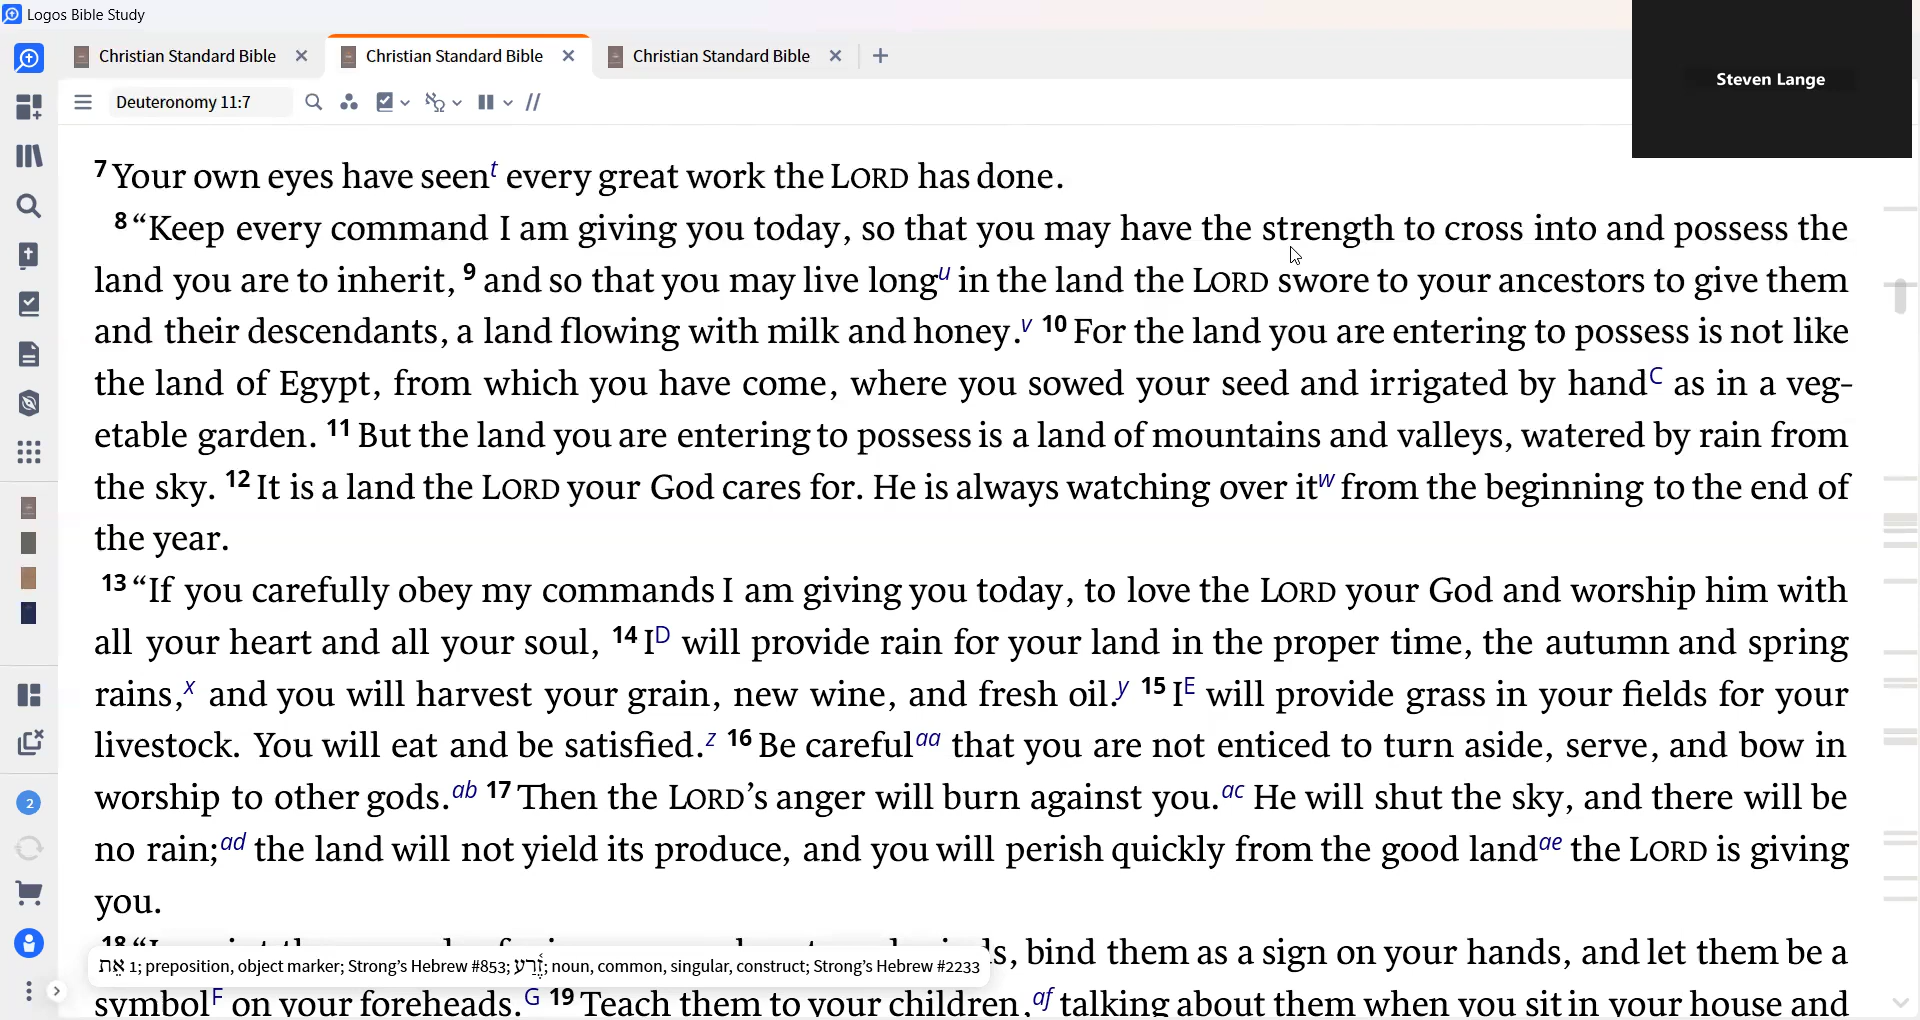 Logos Bible Study
Christian Standard Bible
Christian Standard Bible
Christian Standard Bible
Steven Lange
Deuteronomy 11:7
7 Your own eyes have seen t every great work the LORD has done.
8 “Keep every command I am giving you today, so that you may have the strength to cross into and possess the
land you are to inherit, 9 and so that you may live long u in the land the LORD swore to your ancestors to give them
and their descendants, a land flowing with milk and honey. v 10 For the land you are entering to possess is not like
the land of Egypt, from which you have come, where you sowed your seed and irrigated by hand C as in a veg-
etable garden. 11 But the land you are entering to possess is a land of mountains and valleys, watered by rain from
the sky. 12 It is a land the LORD your God cares for. He is always watching over it w from the beginning to the end of
the year.
13 “If you carefully obey my commands I am giving you today, to love the LORD your God and worship him with
all your heart and all your soul, 14 I D will provide rain for your land in the proper time, the autumn and spring
rains, x and you will harvest your grain, new wine, and fresh oil. y 15 I E will provide grass in your fields for your
livestock. You will eat and be satisfied. z 16 Be careful aa that you are not enticed to turn aside, serve, and bow in
worship to other gods. ab 17 Then the LORD’s anger will burn against you. ac He will shut the sky, and there will be
no rain; ad the land will not yield its produce, and you will perish quickly from the good land ae the LORD is giving
you.
18 bind them as a sign on your hands, and let them be a
אֵת 1; preposition, object marker; Strong’s Hebrew #853; זֶרַע; noun, common, singular, construct; Strong’s Hebrew #2233
symbol F on your foreheads. G 19 Teach them to your children, af talking about them when you sit in your house and
2